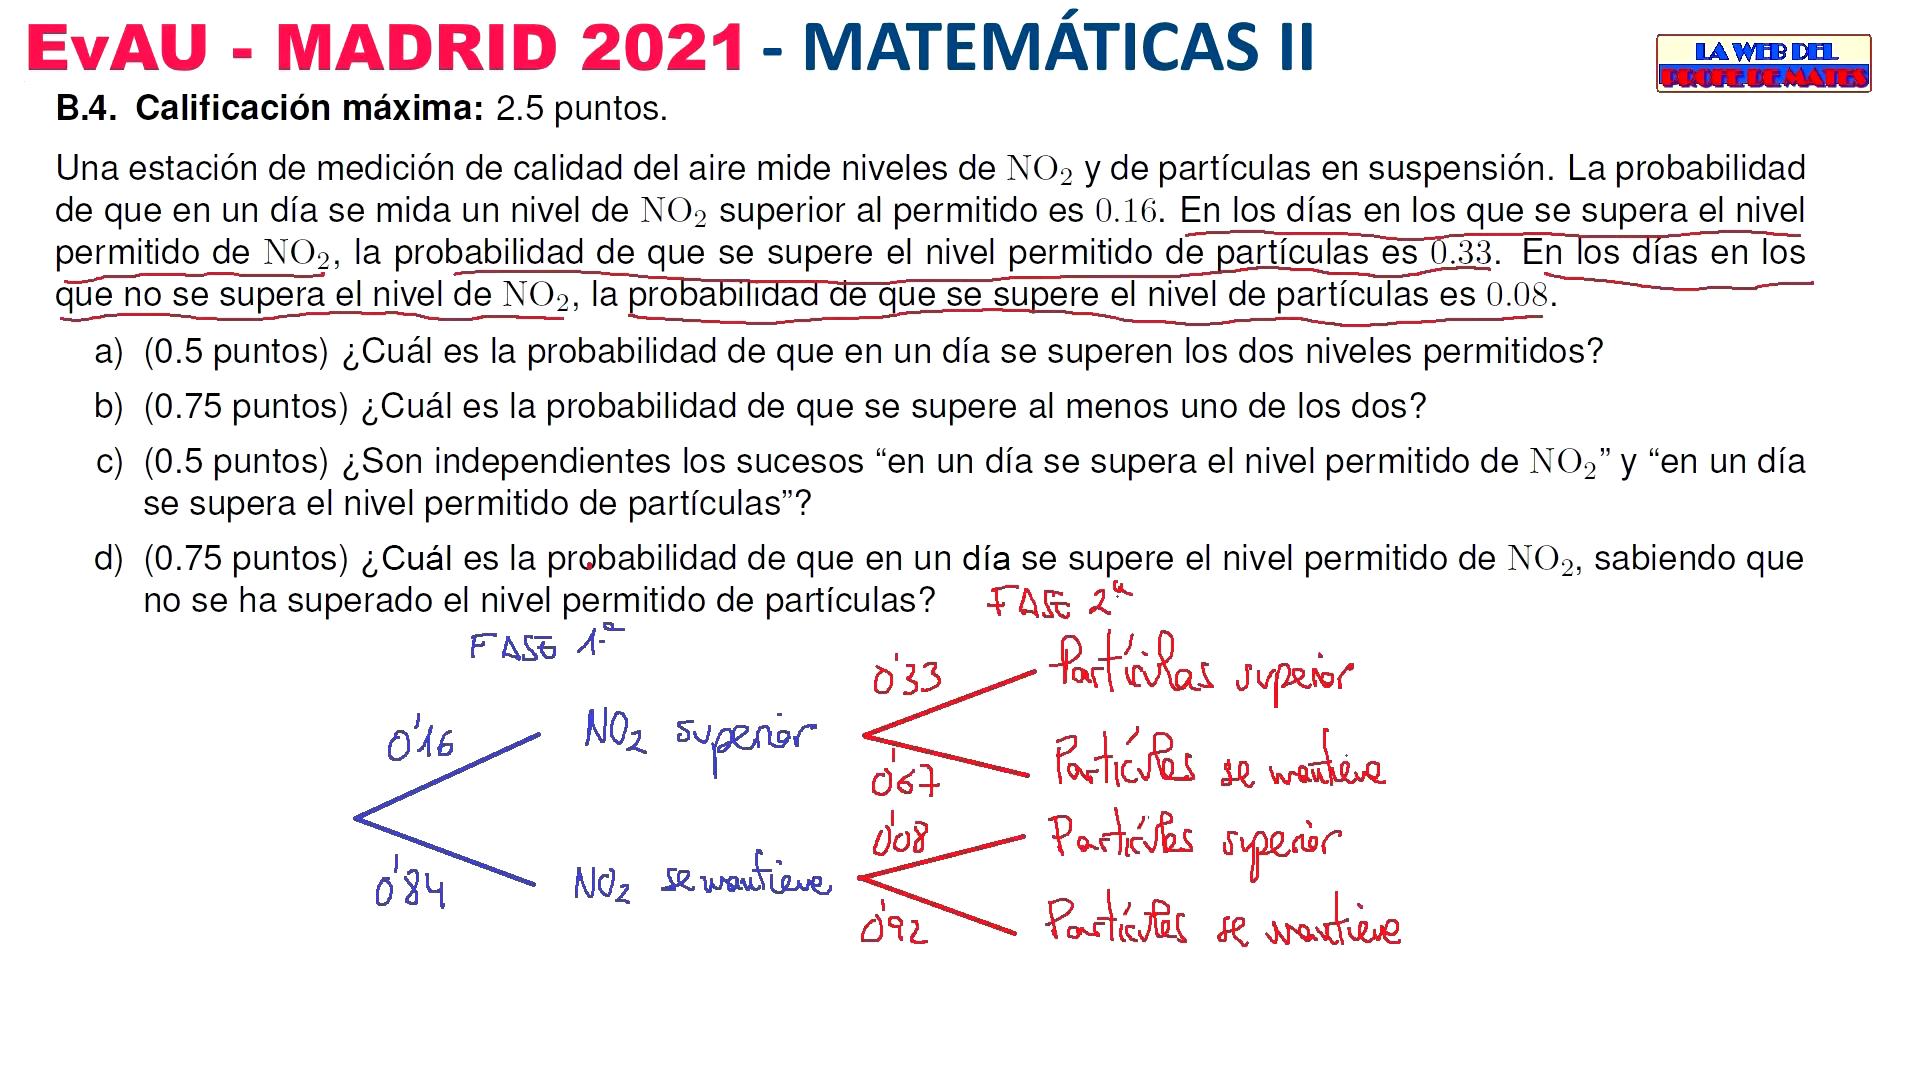 EvAU - MADRID 2021 - MATEMÁTICAS II
LA WEB DEL
PROFE DE MATES
B.4. Calificación máxima: 2.5 puntos.
Una estación de medición de calidad del aire mide niveles de NO₂ y de partículas en suspensión. La probabilidad
de que en un día se mida un nivel de NO₂ superior al permitido es 0.16. En los días en los que se supera el nivel
permitido de NO₂, la probabilidad de que se supere el nivel permitido de partículas es 0.33. En los días en los
que no se supera el nivel de NO₂, la probabilidad de que se supere el nivel de partículas es 0.08.
a) (0.5 puntos) ¿Cuál es la probabilidad de que en un día se superen los dos niveles permitidos?
b) (0.75 puntos) ¿Cuál es la probabilidad de que se supere al menos uno de los dos?
c) (0.5 puntos) ¿Son independientes los sucesos “en un día se supera el nivel permitido de NO₂” y “en un día
se supera el nivel permitido de partículas”?
d) (0.75 puntos) ¿Cuál es la probabilidad de que en un día se supere el nivel permitido de NO₂, sabiendo que
no se ha superado el nivel permitido de partículas?
FASE 1ª
FASE 2ª
0'16 NO₂ superior
0'33 Partículas superior
0'67 Partículas se mantiene
0'84 NO₂ se mantiene
0'08 Partículas superior
0'92 Partículas se mantiene